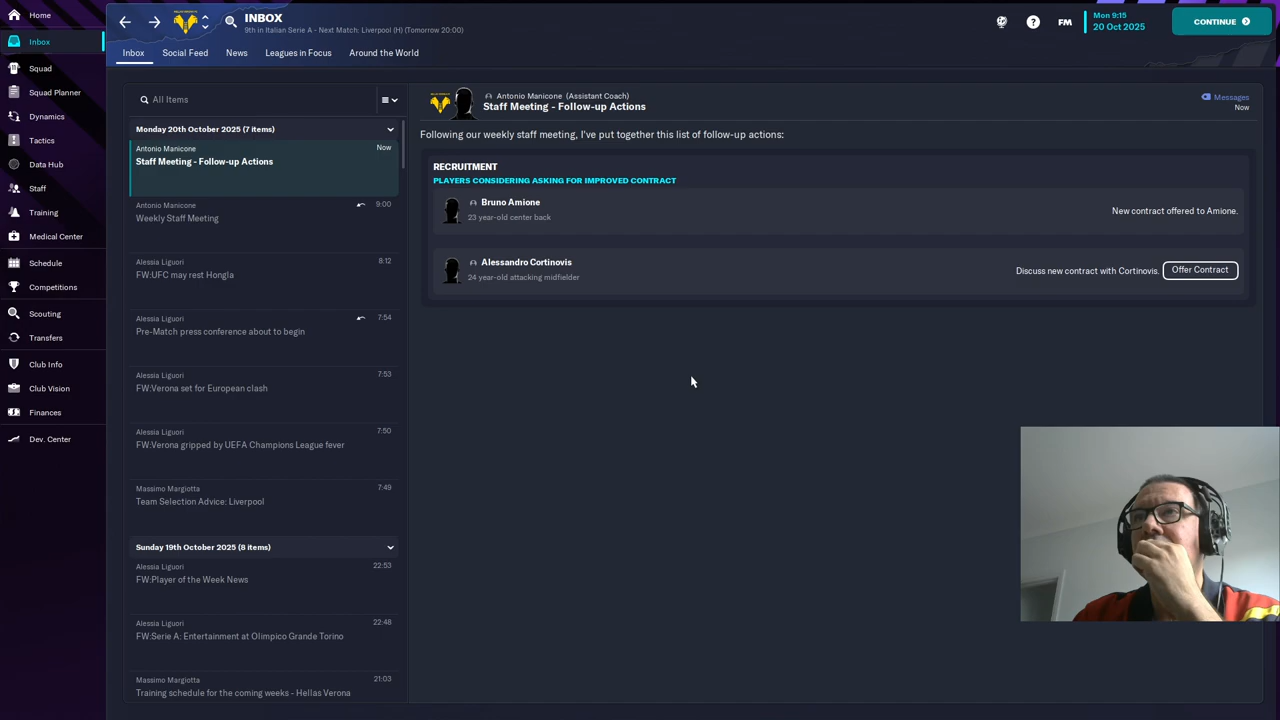 Home
INBOX
9th in Italian Serie A - Next Match: Liverpool (H) (Tomorrow 20:00)
FM
Mon 9:15
20 Oct 2025
CONTINUE
Inbox
Squad
Squad Planner
Dynamics
Tactics
Data Hub
Staff
Training
Medical Center
Schedule
Competitions
Scouting
Transfers
Club Info
Club Vision
Finances
Dev. Center
Inbox
Social Feed
News
Leagues in Focus
Around the World
All Items
Monday 20th October 2025 (7 items)
Antonio Manicone
Now
Staff Meeting - Follow-up Actions
Antonio Manicone
9:00
Weekly Staff Meeting
Alessia Liguori
8:12
FW:UFC may rest Hongla
Alessia Liguori
7:54
Pre-Match press conference about to begin
Alessia Liguori
7:53
FW:Verona set for European clash
Alessia Liguori
7:50
FW:Verona gripped by UEFA Champions League fever
Massimo Margiotta
7:49
Team Selection Advice: Liverpool
Sunday 19th October 2025 (8 items)
Alessia Liguori
22:53
FW:Player of the Week News
Alessia Liguori
22:48
FW:Serie A: Entertainment at Olimpico Grande Torino
Massimo Margiotta
21:03
Training schedule for the coming weeks - Hellas Verona
Antonio Manicone (Assistant Coach)
Staff Meeting - Follow-up Actions
Messages
Now
Following our weekly staff meeting, I've put together this list of follow-up actions:
RECRUITMENT
PLAYERS CONSIDERING ASKING FOR IMPROVED CONTRACT
Bruno Amione
23 year-old center back
New contract offered to Amione.
Alessandro Cortinovis
24 year-old attacking midfielder
Discuss new contract with Cortinovis.
Offer Contract